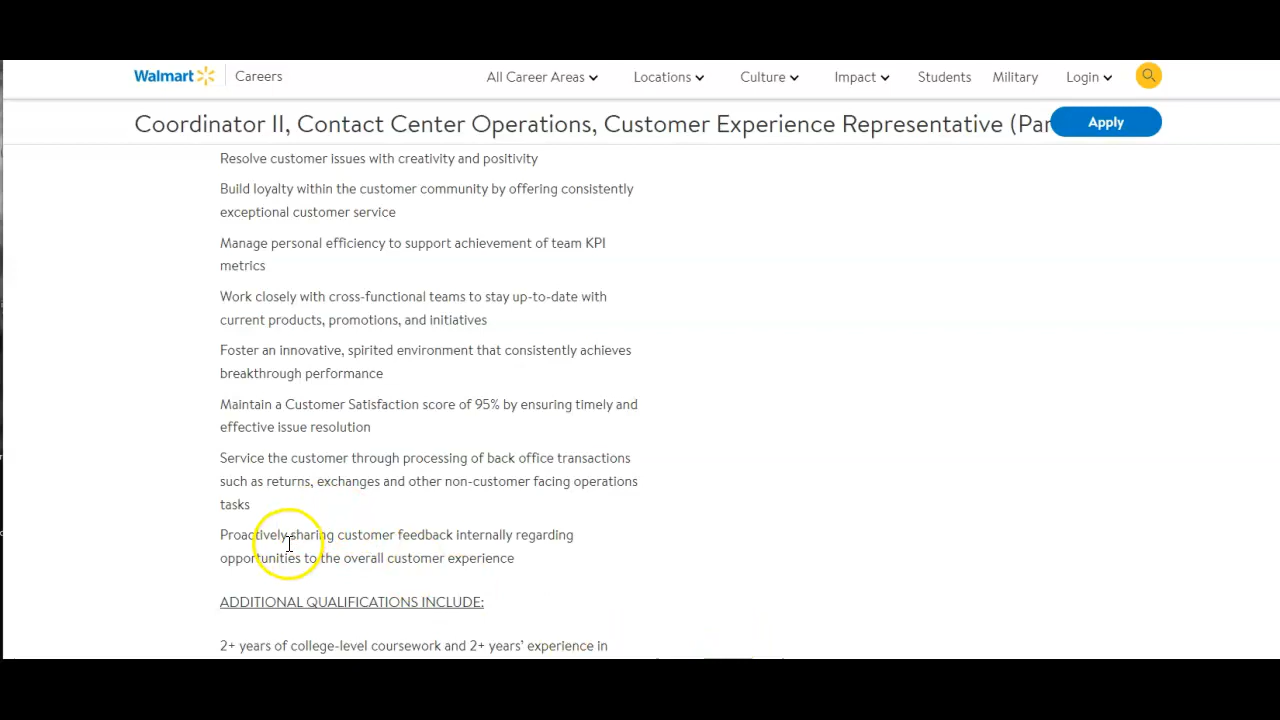 Walmart Careers All Career Areas Locations Culture Impact Students Military Login
Coordinator II, Contact Center Operations, Customer Experience Representative (Par Apply
Resolve customer issues with creativity and positivity
Build loyalty within the customer community by offering consistently
exceptional customer service
Manage personal efficiency to support achievement of team KPI
metrics
Work closely with cross-functional teams to stay up-to-date with
current products, promotions, and initiatives
Foster an innovative, spirited environment that consistently achieves
breakthrough performance
Maintain a Customer Satisfaction score of 95% by ensuring timely and
effective issue resolution
Service the customer through processing of back office transactions
such as returns, exchanges and other non-customer facing operations
tasks
Proactively sharing customer feedback internally regarding
opportunities to the overall customer experience
ADDITIONAL QUALIFICATIONS INCLUDE:
2+ years of college-level coursework and 2+ years' experience in